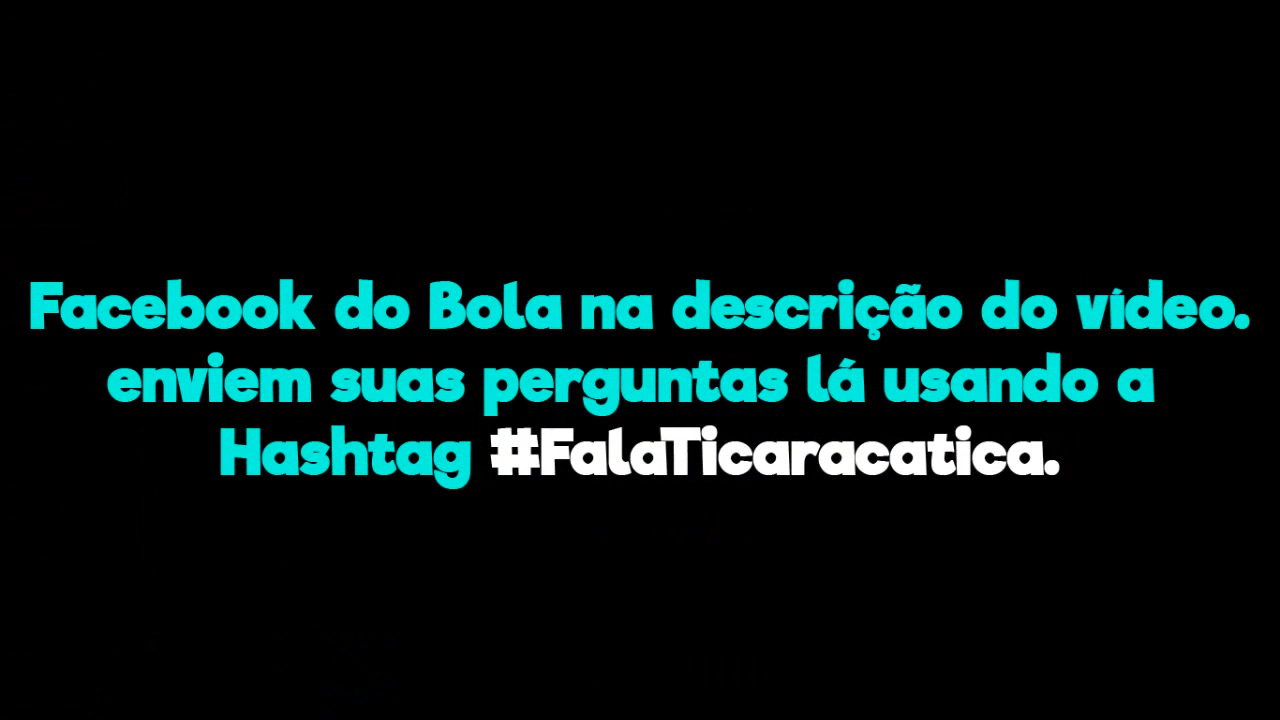 Facebook do Bola na descrição do vídeo.
enviem suas perguntas lá usando a
Hashtag #FalaTicaracatica.